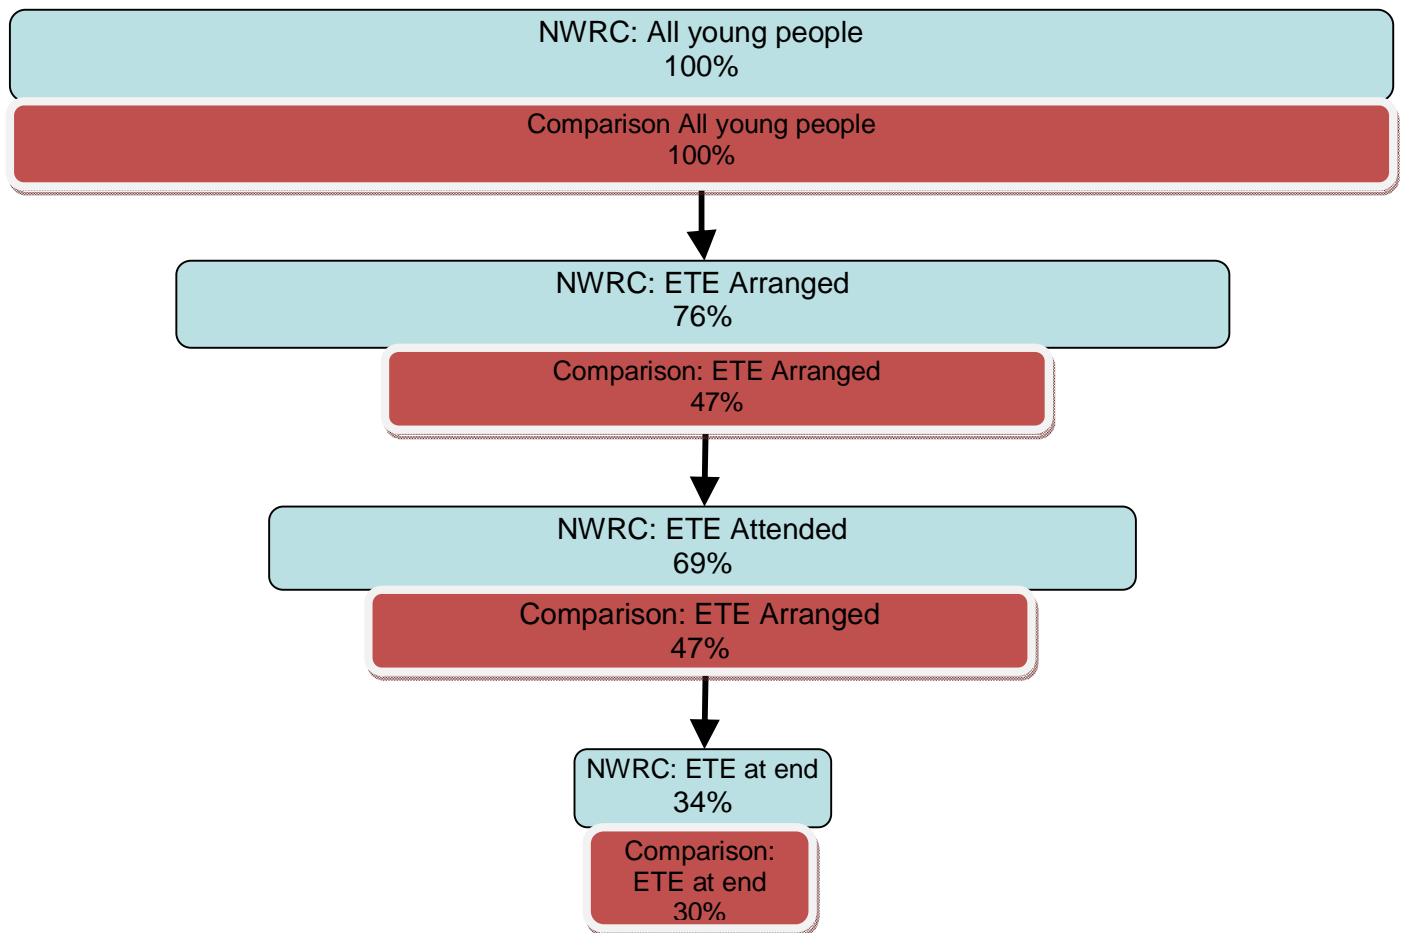 NWRC: All young people
100%
Comparison All young people
100%
NWRC: ETE Arranged
76%
Comparison: ETE Arranged
47%
NWRC: ETE Attended
69%
Comparison: ETE Arranged
47%
NWRC: ETE at end
34%
Comparison:
ETE at end
30%